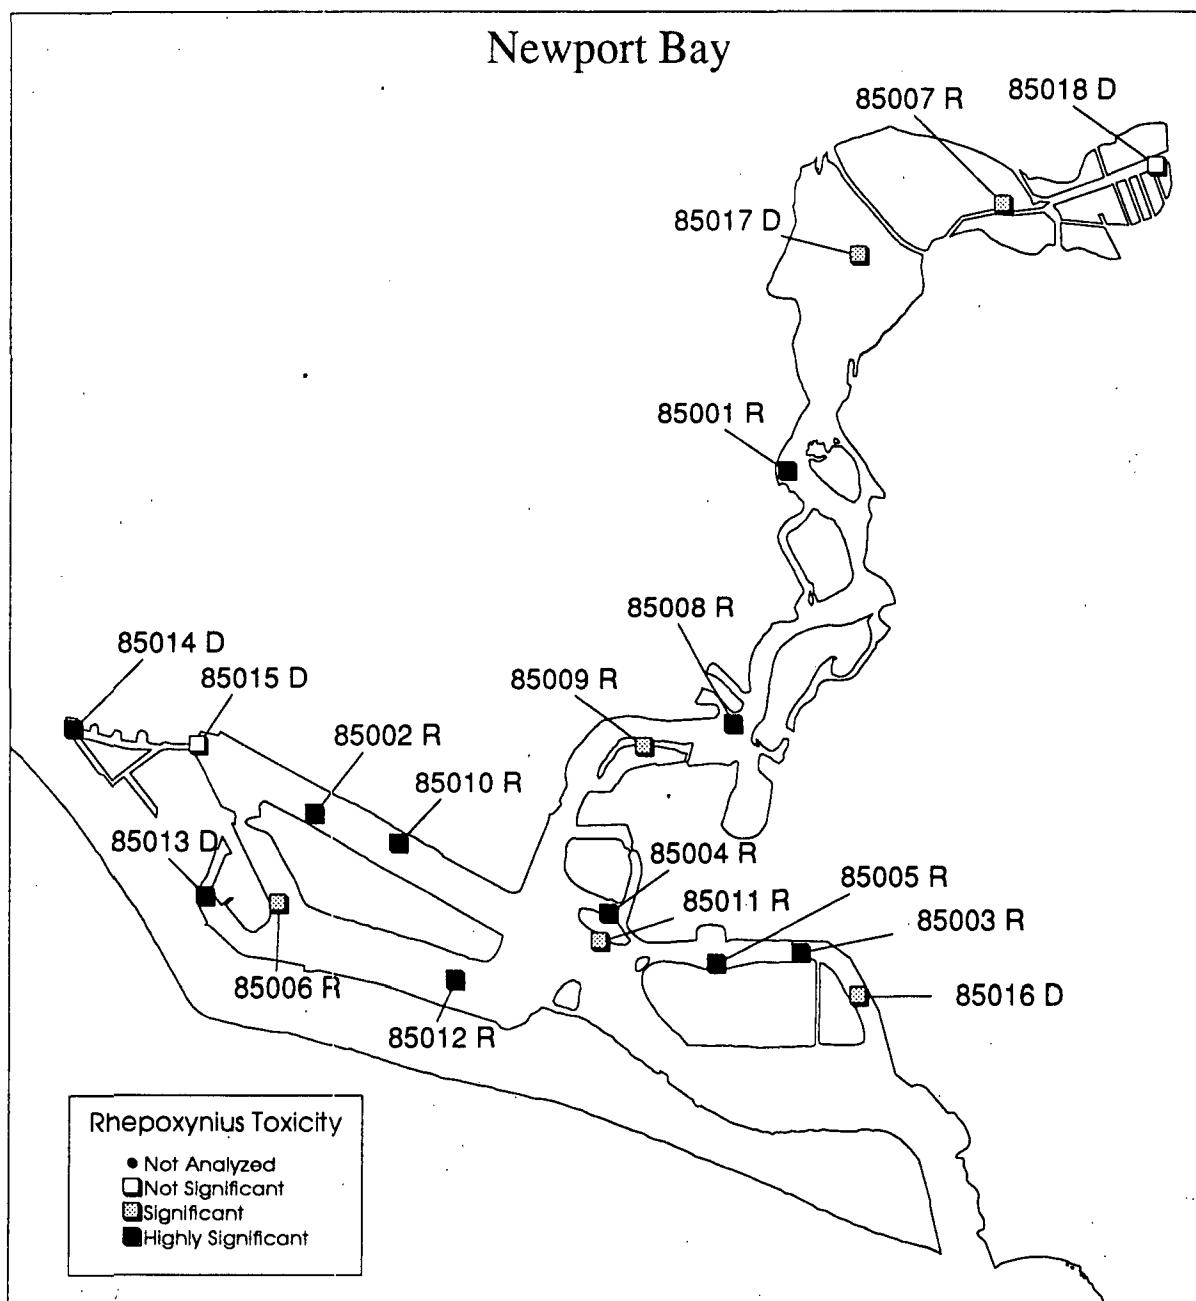 Newport Bay
85018 D
85007 R
85017 D
85001 R
85008 R
85014 D
85015 D
85009 R
85002 R
85010 R
85013 D
85004 R
85005 R
85011 R
85003 R
85006 R
85016 D
85012 R
Rhepoxynius Toxicity
Not Analyzed
Not Significant
Significant
Highly Significant